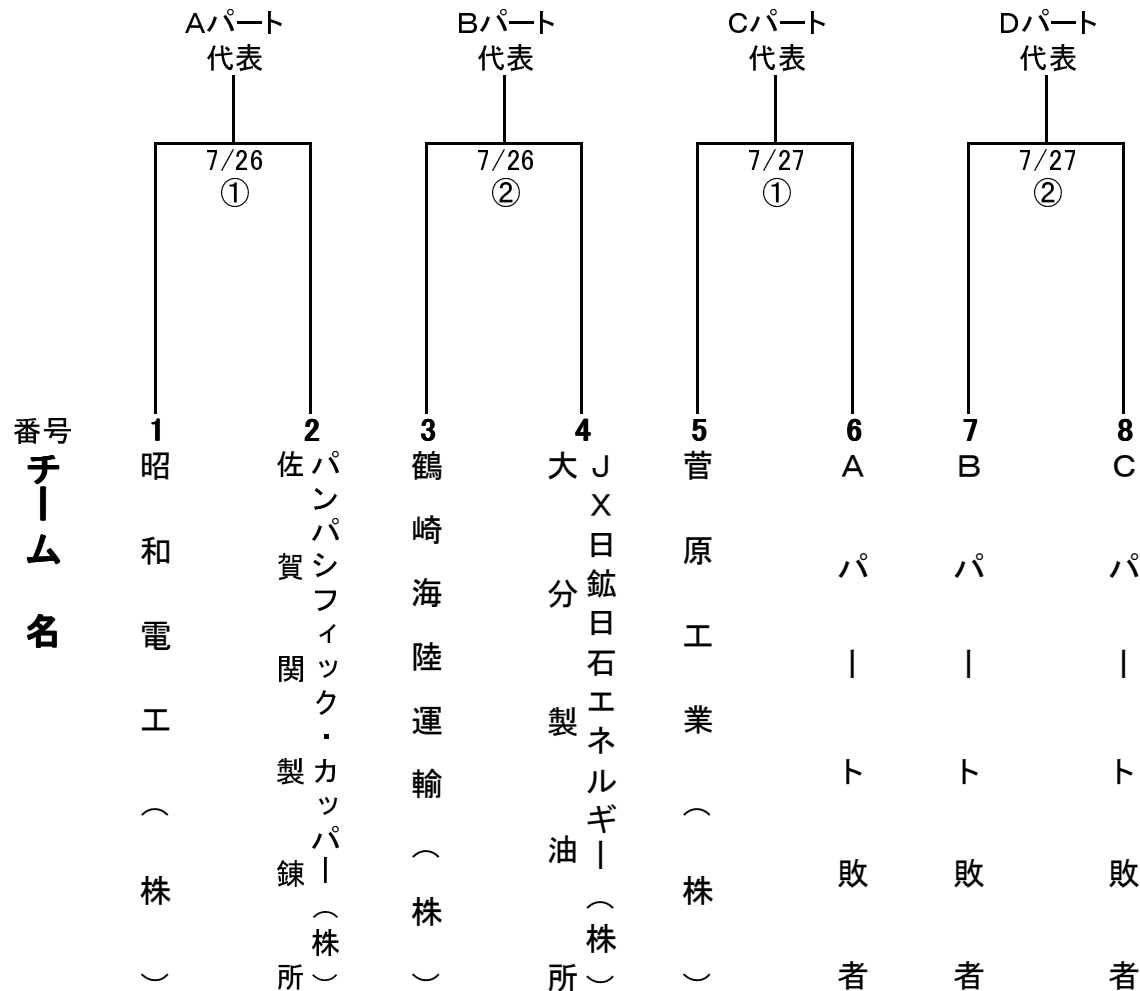 Aパート
代表
Bパート
代表
Cパート
代表
Dパート
代表
7/26
①
7/26
②
7/27
①
7/27
②
番号
1
2
3
4
5
6
7
8
チーム名
昭和電工(株)
パンパシフィック・カッパー(株)
佐賀関製錬所
鶴崎海陸運輸(株)
JX日鉱日石エネルギー(株)
大分製油所
菅原工業(株)
Aパート敗者
Bパート敗者
Cパート敗者